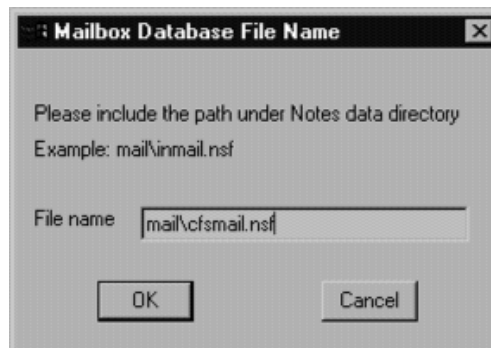 Mailbox Database File Name
Please include the path under Notes data directory
Example: mail\inmail.nsf
File name mail\cfsmail.nsf
OK Cancel